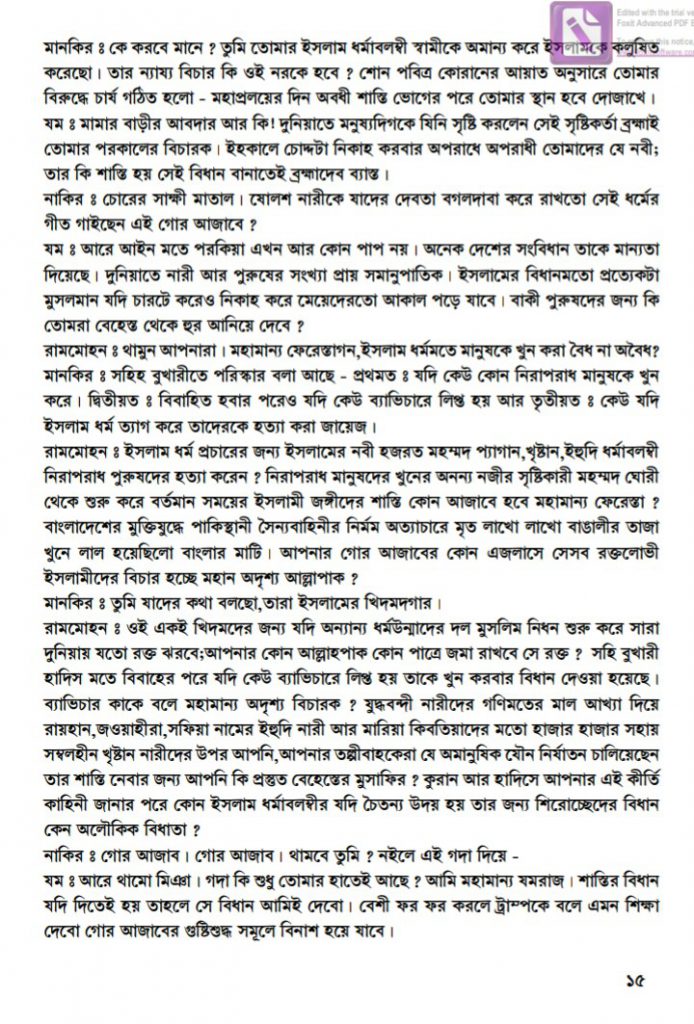 Edited with the trial ve
Foxit Advanced PDF E
To remove this notice,
মানকির ঃ কে করবে মানে ? তুমি তোমার ইসলাম ধর্মাবলম্বী স্বামীকে অমান্য করে ইসলামকে কলুষিত
করেছো। তার ন্যায্য বিচার কি ওই নরকে হবে ? শোন পবিত্র কোরানের আয়াত অনুসারে তোমার
বিরুদ্ধে চার্য গঠিত হলো - মহাপ্রলয়ের দিন অবধী শাস্তি ভোগের পরে তোমার স্থান হবে দোজাখে।
যম ঃ মামার বাড়ীর আবদার আর কি! দুনিয়াতে মনুষ্যদিগকে যিনি সৃষ্টি করলেন সেই সৃষ্টিকর্তা ব্রহ্মাই
তোমার পরকালের বিচারক। ইহকালে চোদ্দটা নিকাহ করবার অপরাধে অপরাধী তোমাদের যে নবী;
তার কি শাস্তি হয় সেই বিধান বানাতেই ব্রহ্মাদেব ব্যাস্ত।
নাকির ঃ চোরের সাক্ষী মাতাল। ষোলশ নারীকে যাদের দেবতা বগলদাবা করে রাখতো সেই ধর্মের
গীত গাইছেন এই গোর আজাবে ?
যম ঃ আরে আইন মতে পরকিয়া এখন আর কোন পাপ নয়। অনেক দেশের সংবিধান তাকে মান্যতা
দিয়েছে। দুনিয়াতে নারী আর পুরুষের সংখ্যা প্রায় সমানুপাতিক। ইসলামের বিধানমতো প্রত্যেকটা
মুসলমান যদি চারটে করেও নিকাহ করে মেয়েদেরতো আকাল পড়ে যাবে। বাকী পুরুষদের জন্য কি
তোমরা বেহেস্ত থেকে হুর আনিয়ে দেবে ?
রামমোহন ঃ থামুন আপনারা। মহামান্য ফেরেস্তাগন,ইসলাম ধর্মমতে মানুষকে খুন করা বৈধ না অবৈধ?
মানকির ঃ সহিহ বুখারীতে পরিস্কার বলা আছে - প্রথমত ঃ যদি কেউ কোন নিরাপরাধ মানুষকে খুন
করে। দ্বিতীয়ত ঃ বিবাহিত হবার পরেও যদি কেউ ব্যাভিচারে লিপ্ত হয় আর তৃতীয়ত ঃ কেউ যদি
ইসলাম ধর্ম ত্যাগ করে তাদেরকে হত্যা করা জায়েজ।
রামমোহন ঃ ইসলাম ধর্ম প্রচারের জন্য ইসলামের নবী হজরত মহম্মদ প্যাগান,খৃষ্টান,ইহুদি ধর্মাবলম্বী
নিরাপরাধ পুরুষদের হত্যা করেন ? নিরাপরাধ মানুষদের খুনের অনন্য নজীর সৃষ্টিকারী মহম্মদ ঘোরী
থেকে শুরু করে বর্তমান সময়ের ইসলামী জঙ্গীদের শাস্তি কোন আজাবে হবে মহামান্য ফেরেস্তা ?
বাংলাদেশের মুক্তিযুদ্ধে পাকিস্থানী সৈন্যবাহিনীর নির্মম অত্যাচারে মৃত লাখো লাখো বাঙালীর তাজা
খুনে লাল হয়েছিলো বাংলার মাটি। আপনার গোর আজাবের কোন এজলাসে সেসব রক্তলোভী
ইসলামীদের বিচার হচ্ছে মহান অদৃশ্য আল্লাপাক ?
মানকির ঃ তুমি যাদের কথা বলছো,তারা ইসলামের খিদমদগার।
রামমোহন ঃ ওই একই খিদমদের জন্য যদি অন্যান্য ধর্মউন্মাদের দল মুসলিম নিধন শুরু করে সারা
দুনিয়ায় যতো রক্ত ঝরবে;আপনার কোন আল্লাহপাক কোন পাত্রে জমা রাখবে সে রক্ত ? সহি বুখারী
হাদিস মতে বিবাহের পরে যদি কেউ ব্যাভিচারে লিপ্ত হয় তাকে খুন করবার বিধান দেওয়া হয়েছে।
ব্যাভিচার কাকে বলে মহামান্য অদৃশ্য বিচারক ? যুদ্ধবন্দী নারীদের গণিমতের মাল আখ্যা দিয়ে
রায়হান,জওয়াহীরা,সফিয়া নামের ইহুদি নারী আর মারিয়া কিবতিয়াদের মতো হাজার হাজার সহায়
সম্বলহীন খৃষ্টান নারীদের উপর আপনি,আপনার তল্পীবাহকেরা যে অমানুষিক যৌন নির্যাতন চালিয়েছেন
তার শাস্তি নেবার জন্য আপনি কি প্রস্তুত বেহেস্তের মুসাফির ? কুরান আর হাদিসে আপনার এই কীর্তি
কাহিনী জানার পরে কোন ইসলাম ধর্মাবলম্বীর যদি চৈতন্য উদয় হয় তার জন্য শিরোচ্ছেদের বিধান
কেন অলৌকিক বিধাতা ?
নাকির ঃ গোর আজাব। গোর আজাব। থামবে তুমি ? নইলে এই গদা দিয়ে -
যম ঃ আরে থামো মিঞা। গদা কি শুধু তোমার হাতেই আছে ? আমি মহামান্য যমরাজ। শাস্তির বিধান
যদি দিতেই হয় তাহলে সে বিধান আমিই দেবো। বেশী ফর ফর করলে ট্রাম্পকে বলে এমন শিক্ষা
দেবো গোর আজাবের গুষ্টিশুদ্ধ সমূলে বিনাশ হয়ে যাবে।
১৫